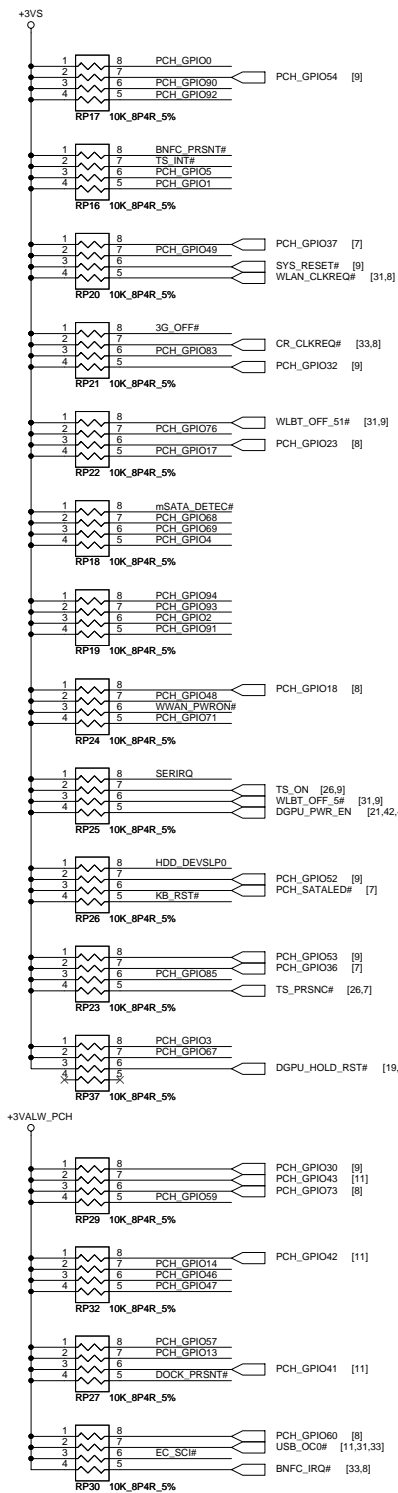 +3VS
1 8 PCH_GPIO0
2 7 PCH_GPIO54 [9]
3 6 PCH_GPIO90
4 5 PCH_GPIO92
RP17 10K_8P4R_5%
1 8 BNFC_PRSNT#
2 7 TS_INT#
3 6 PCH_GPIO5
4 5 PCH_GPIO1
RP16 10K_8P4R_5%
1 8 PCH_GPIO37 [7]
2 7 PCH_GPIO49
3 6 SYS_RESET# [9]
4 5 WLAN_CLKREQ# [31,8]
RP20 10K_8P4R_5%
1 8 3G_OFF#
2 7 CR_CLKREQ# [33,8]
3 6 PCH_GPIO83
4 5 PCH_GPIO32 [9]
RP21 10K_8P4R_5%
1 8 WLBT_OFF_51# [31,9]
2 7 PCH_GPIO76
3 6 PCH_GPIO23 [8]
4 5 PCH_GPIO17
RP22 10K_8P4R_5%
1 8 mSATA_DETEC#
2 7 PCH_GPIO68
3 6 PCH_GPIO69
4 5 PCH_GPIO4
RP18 10K_8P4R_5%
1 8 PCH_GPIO94
2 7 PCH_GPIO93
3 6 PCH_GPIO2
4 5 PCH_GPIO91
RP19 10K_8P4R_5%
1 8 PCH_GPIO18 [8]
2 7 PCH_GPIO48
3 6 WWAN_PWRON#
4 5 PCH_GPIO71
RP24 10K_8P4R_5%
1 8 SERIRQ
2 7 TS_ON [26,9]
3 6 WLBT_OFF_5# [31,9]
4 5 DGPU_PWR_EN [21,42,
RP25 10K_8P4R_5%
1 8 HDD_DEVSLP0
2 7 PCH_GPIO52 [9]
3 6 PCH_SATALED# [7]
4 5 KB_RST#
RP26 10K_8P4R_5%
1 8 PCH_GPIO53 [9]
2 7 PCH_GPIO36 [7]
3 6 PCH_GPIO85
4 5 TS_PRSNC# [26,7]
RP23 10K_8P4R_5%
1 8 PCH_GPIO3
2 7 PCH_GPIO67
3 6 DGPU_HOLD_RST# [19,
4 5
RP37 10K_8P4R_5%
+3VALW_PCH
1 8 PCH_GPIO30 [9]
2 7 PCH_GPIO43 [11]
3 6 PCH_GPIO73 [8]
4 5 PCH_GPIO59
RP29 10K_8P4R_5%
1 8 PCH_GPIO42 [11]
2 7 PCH_GPIO14
3 6 PCH_GPIO46
4 5 PCH_GPIO47
RP32 10K_8P4R_5%
1 8 PCH_GPIO57
2 7 PCH_GPIO13
3 6 PCH_GPIO41 [11]
4 5 DOCK_PRSNT#
RP27 10K_8P4R_5%
1 8 PCH_GPIO60 [8]
2 7 USB_OC0# [11,31,33]
3 6 EC_SCI#
4 5 BNFC_IRQ# [33,8]
RP30 10K_8P4R_5%